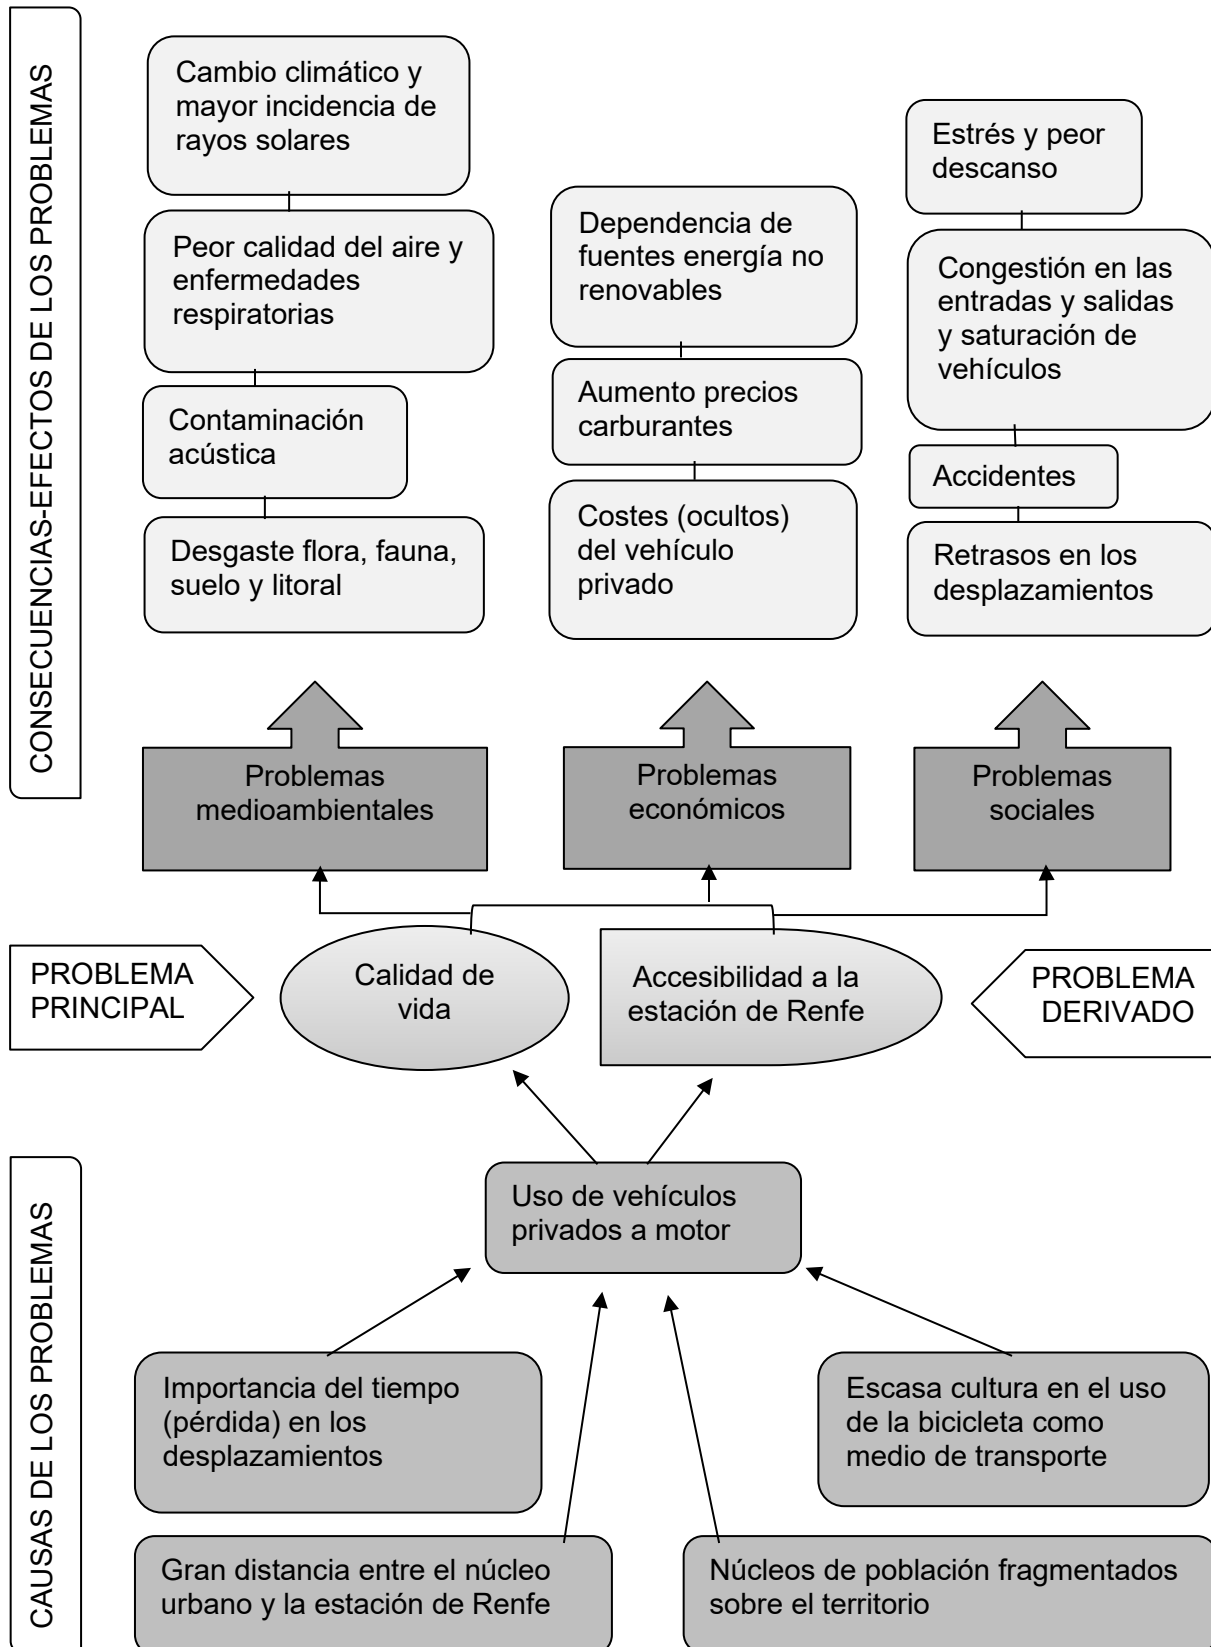 CONSECUENCIAS-EFECTOS DE LOS PROBLEMAS
Cambio climático y
mayor incidencia de
rayos solares
Peor calidad del aire y
enfermedades
respiratorias
Contaminación
acústica
Desgaste flora, fauna,
suelo y litoral
Dependencia de
fuentes energía no
renovables
Aumento precios
carburantes
Costes (ocultos)
del vehículo
privado
Estrés y peor
descanso
Congestión en las
entradas y salidas
y saturación de
vehículos
Accidentes
Retrasos en los
desplazamientos
Problemas
medioambientales
Problemas
económicos
Problemas
sociales
PROBLEMA
PRINCIPAL
Calidad de
vida
Accesibilidad a la
estación de Renfe
PROBLEMA
DERIVADO
CAUSAS DE LOS PROBLEMAS
Uso de vehículos
privados a motor
Importancia del tiempo
(pérdida) en los
desplazamientos
Escasa cultura en el uso
de la bicicleta como
medio de transporte
Gran distancia entre el núcleo
urbano y la estación de Renfe
Núcleos de población fragmentados
sobre el territorio